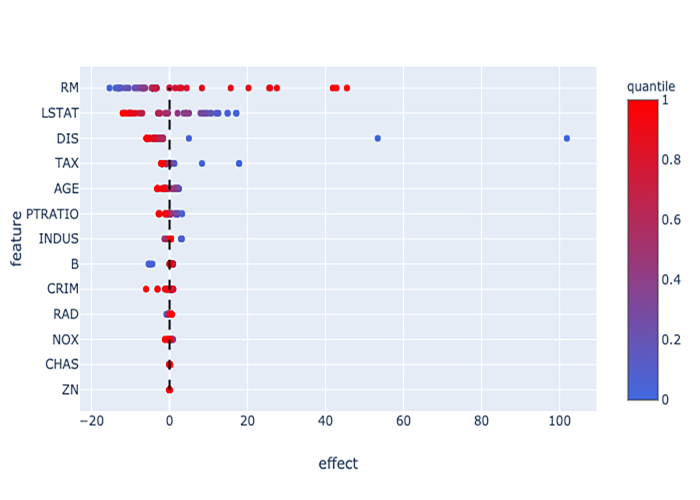 quantile
RM
LSTAT
DIS
TAX
AGE
PTRATIO
INDUS
B
CRIM
RAD
NOX
CHAS
ZN
feature
−20 0 20 40 60 80 100
effect
1
0.8
0.6
0.4
0.2
0